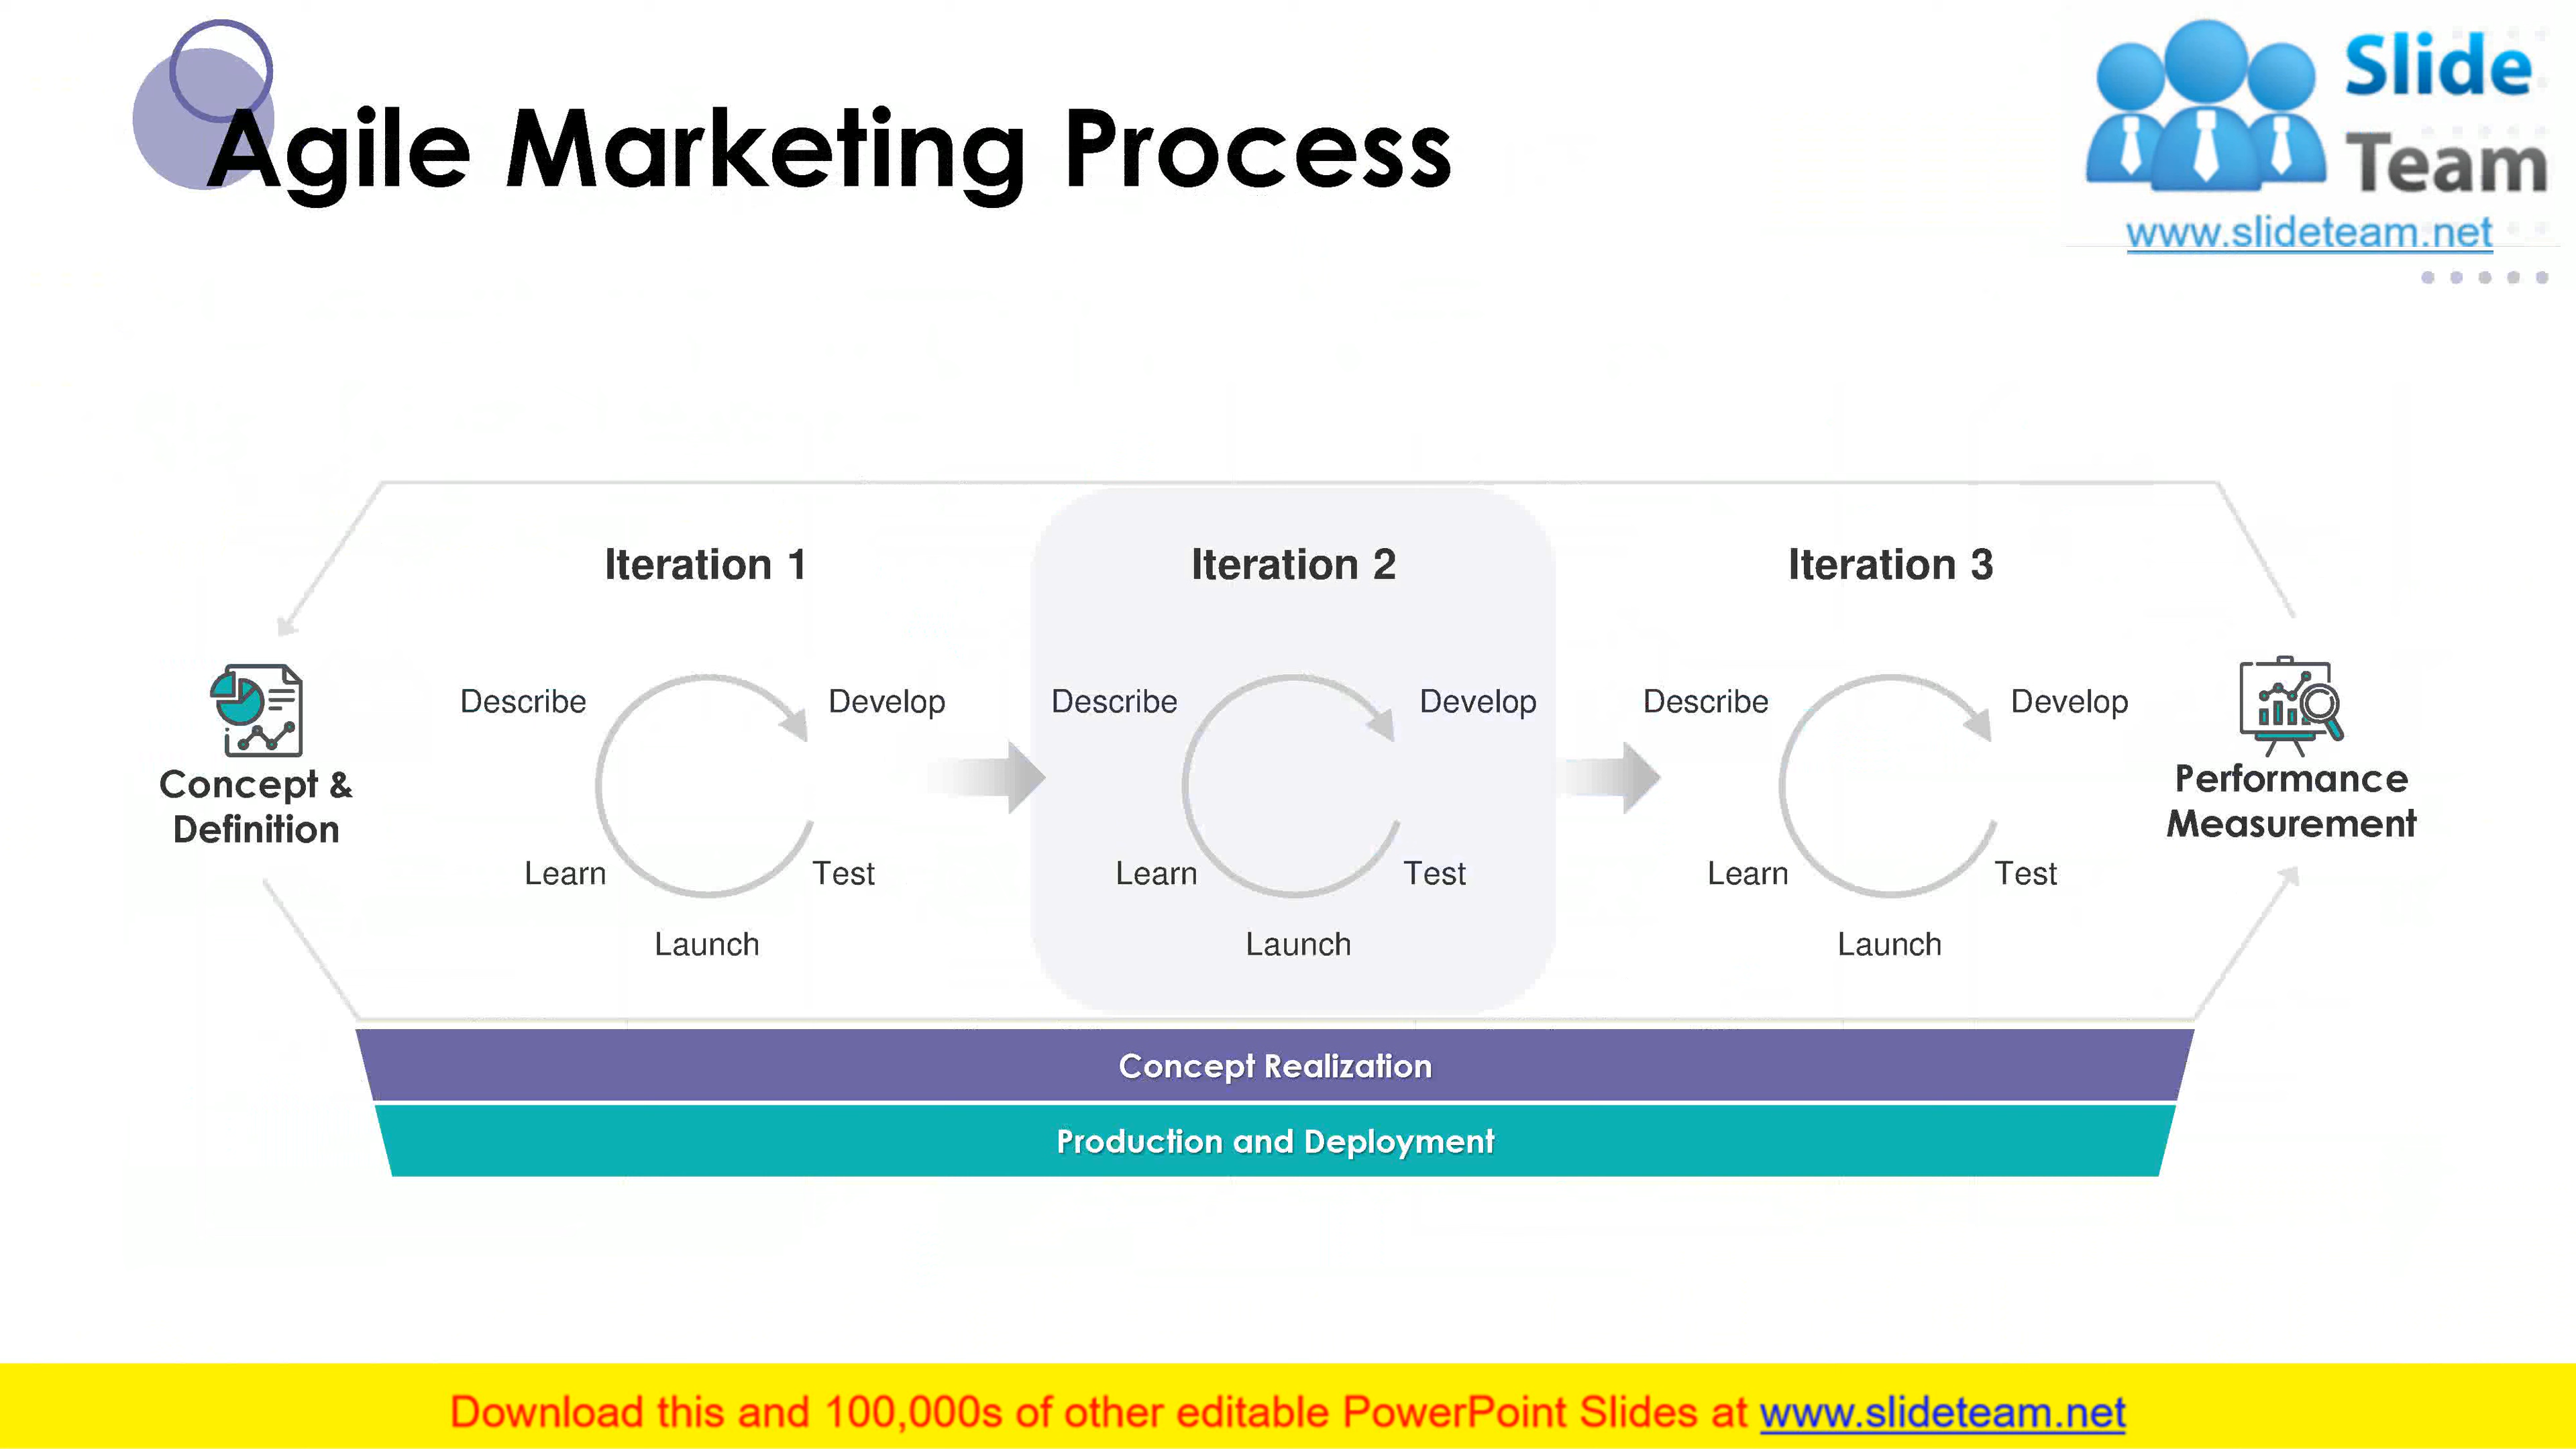 Agile Marketing Process
Slide
Team
www.slideteam.net
Iteration 1
Iteration 2
Iteration 3
Describe
Develop
Describe
Develop
Describe
Develop
Concept &
Definition
Performance
Measurement
Learn
Test
Learn
Test
Learn
Test
Launch
Launch
Launch
Concept Realization
Production and Deployment
Download this and 100,000s of other editable PowerPoint Slides at www.slideteam.net